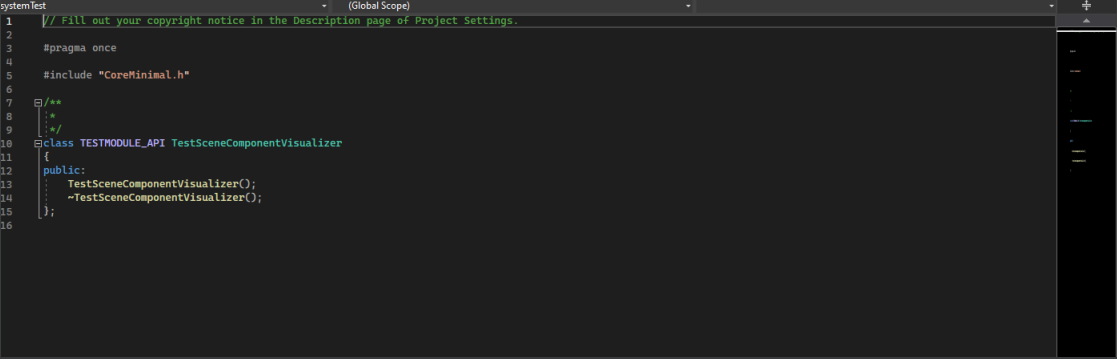 systemTest (Global Scope)
1 // Fill out your copyright notice in the Description page of Project Settings.
2
3 #pragma once
4
5 #include "CoreMinimal.h"
6
7 /**
8 *
9 */
10 class TESTMODULE_API TestSceneComponentVisualizer
11 {
12 public:
13 TestSceneComponentVisualizer();
14 ~TestSceneComponentVisualizer();
15 };
16